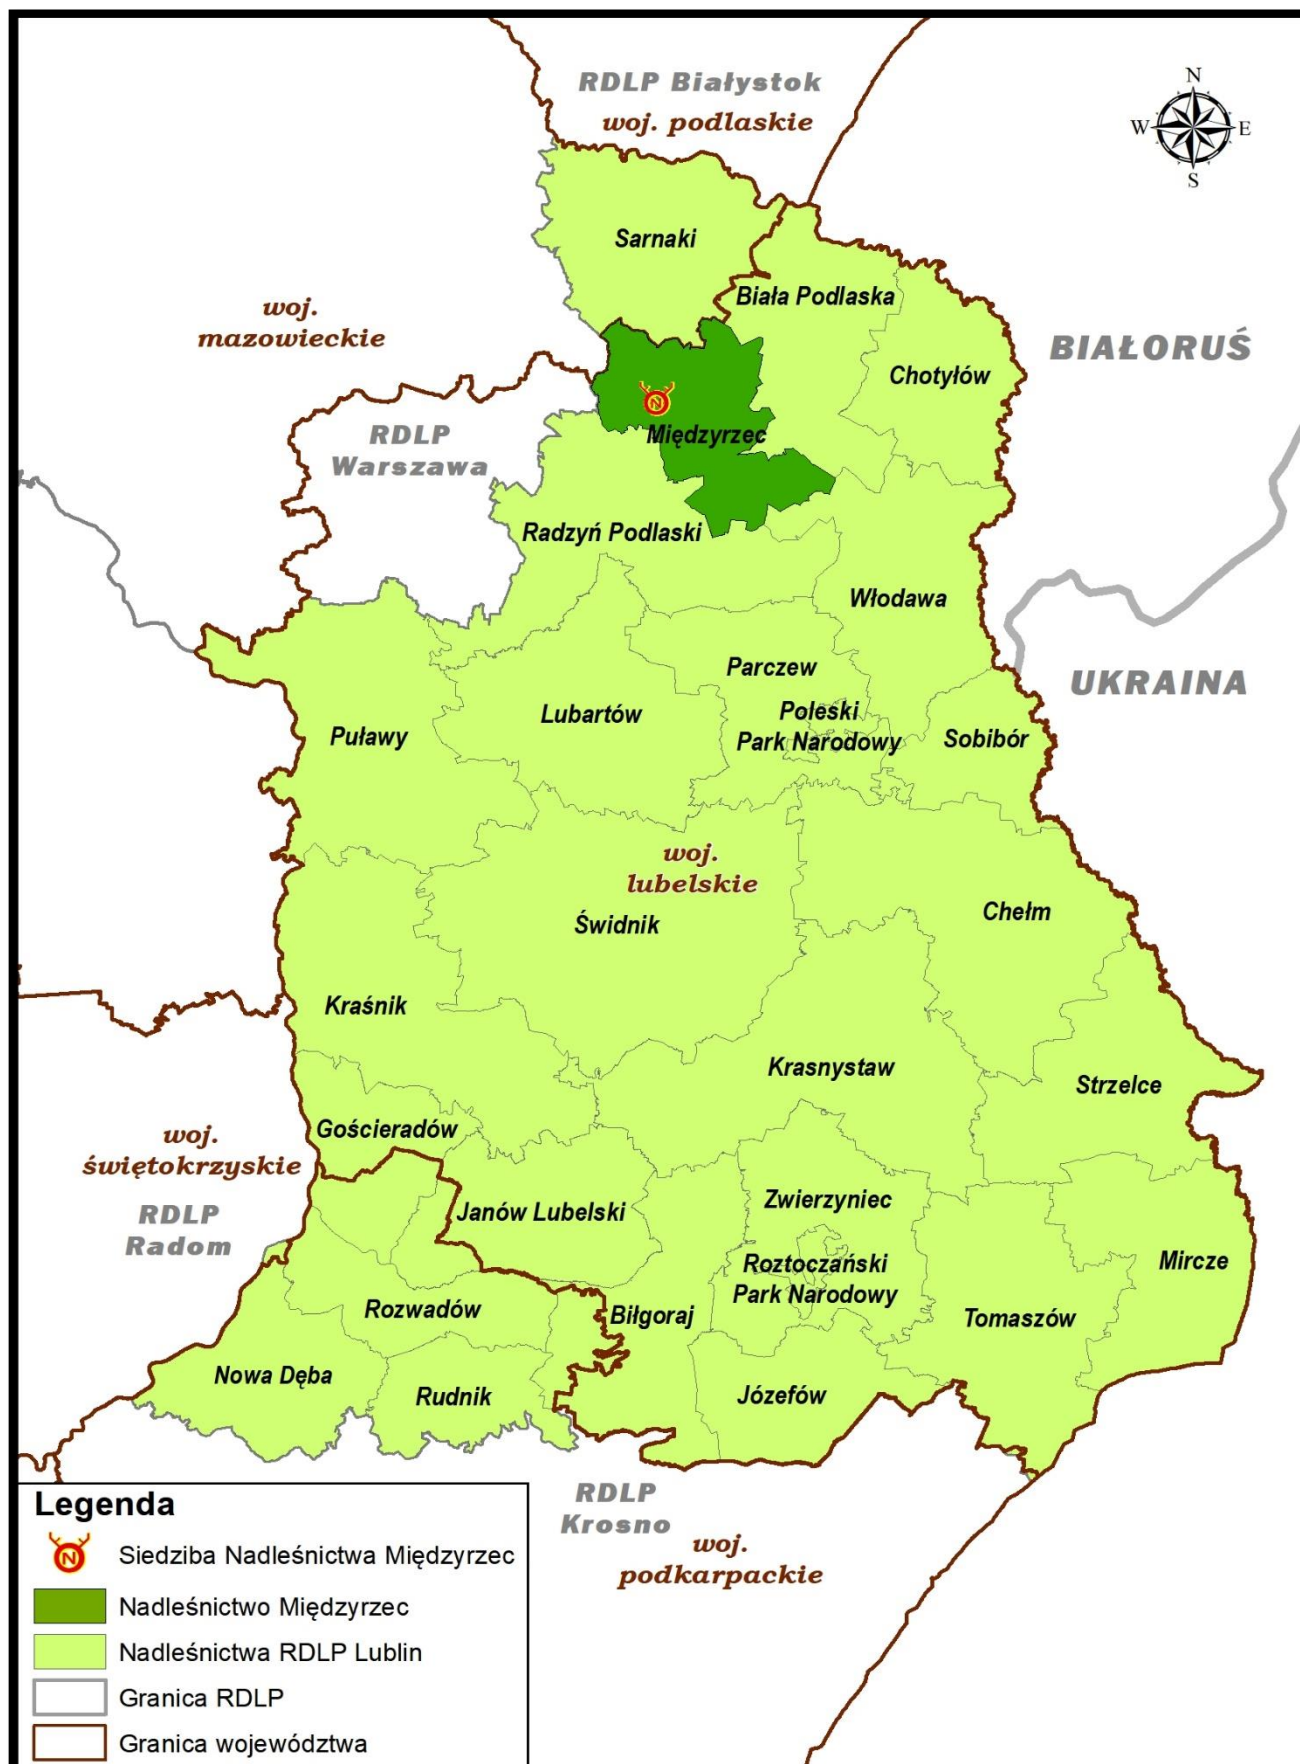 RDLP Białystok
woj. podlaskie
N
W
E
S
Sarnaki
Biała Podlaska
woj.
mazowieckie
BIAŁORUŚ
Chotyłów
N
RDLP
Warszawa
Międzyrzec
Radzyń Podlaski
Włodawa
Parczew
UKRAINA
Lubartów
Poleski
Park Narodowy
Puławy
Sobibór
woj.
lubelskie
Chełm
Świdnik
Kraśnik
Krasnystaw
Strzelce
Gościeradów
woj.
świętokrzyskie
RDLP
Radom
Janów Lubelski
Zwierzyniec
Roztoczański
Park Narodowy
Mircze
Rozwadów
Biłgoraj
Tomaszów
Nowa Dęba
Rudnik
Józefów
RDLP
Krosno
woj.
podkarpackie
Legenda
N
Siedziba Nadleśnictwa Międzyrzec
Nadleśnictwo Międzyrzec
Nadleśnictwa RDLP Lublin
Granica RDLP
Granica województwa